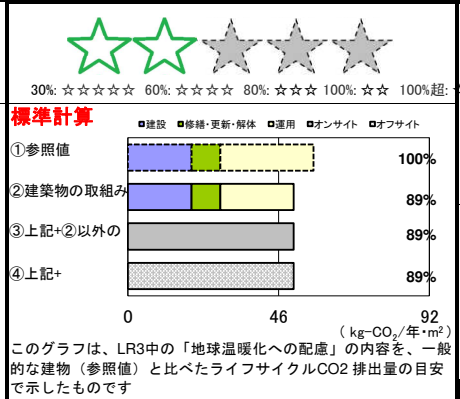 30%: ☆☆☆☆☆ 60%: ☆☆☆☆ 80%: ☆☆☆ 100%: ☆☆ 100%超:
標準計算
建設 修繕・更新・解体 運用 オンサイト オフサイト
①参照値 100%
②建築物の取組み 89%
③上記+②以外の 89%
④上記+ 89%
0 46 92
( kg-CO₂/年・m² )
このグラフは、LR3中の「地球温暖化への配慮」の内容を、一般
的な建物（参照値）と比べたライフサイクルCO2 排出量の目安
で示したものです